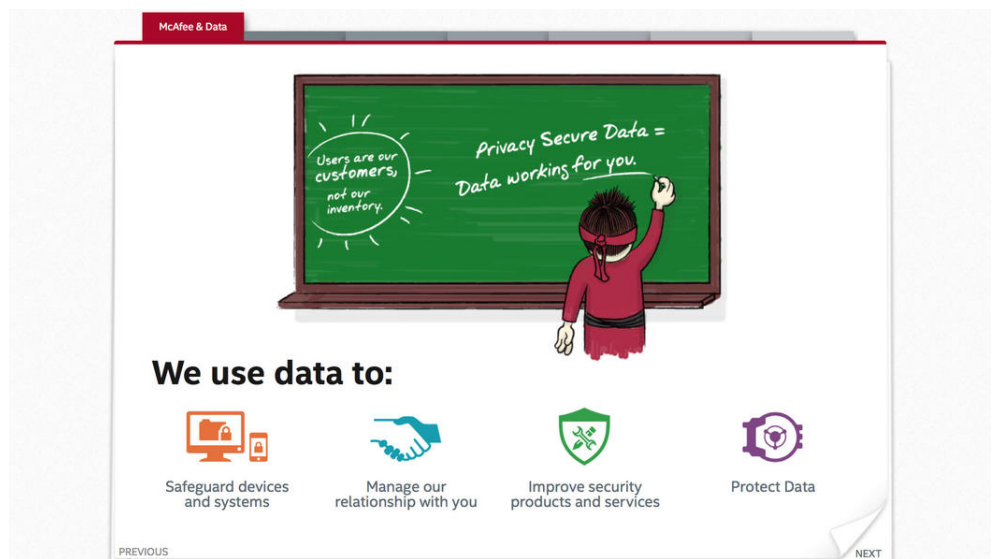 McAfee & Data
Users are our
customers,
not our
inventory.
Privacy Secure Data =
Data working for you.
We use data to:
Safeguard devices
and systems
Manage our
relationship with you
Improve security
products and services
Protect Data
PREVIOUS
NEXT